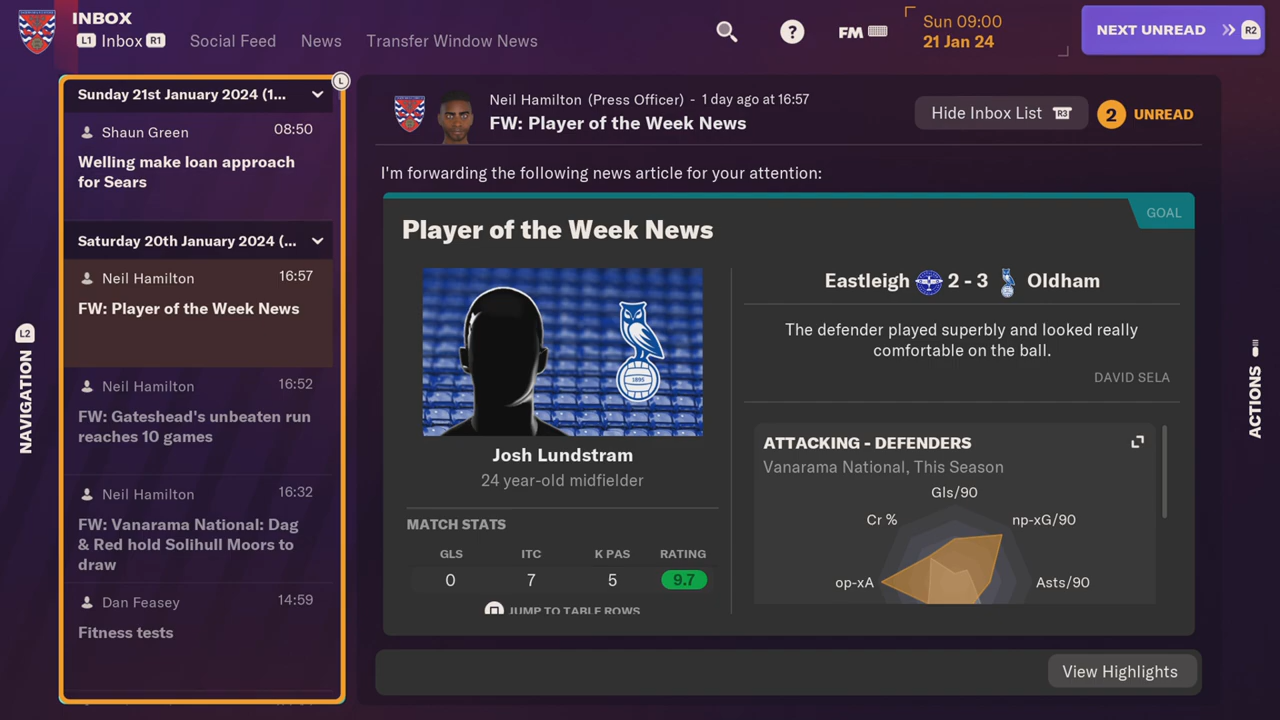 INBOX
L1 Inbox R1 Social Feed News Transfer Window News
?
FM
Sun 09:00
21 Jan 24
NEXT UNREAD R2
L
Sunday 21st January 2024 (1...
Shaun Green 08:50
Welling make loan approach
for Sears
Saturday 20th January 2024 (...
Neil Hamilton 16:57
FW: Player of the Week News
Neil Hamilton 16:52
FW: Gateshead's unbeaten run
reaches 10 games
Neil Hamilton 16:32
FW: Vanarama National: Dag
& Red hold Solihull Moors to
draw
Dan Feasey 14:59
Fitness tests
NAVIGATION L2
Neil Hamilton (Press Officer) - 1 day ago at 16:57
FW: Player of the Week News
Hide Inbox List R3
2 UNREAD
I'm forwarding the following news article for your attention:
GOAL
Player of the Week News
1895
Josh Lundstram
24 year-old midfielder
MATCH STATS
GLS ITC K PAS RATING
0 7 5 9.7
JUMP TO TABLE ROWS
Eastleigh 2 - 3 Oldham
The defender played superbly and looked really
comfortable on the ball.
DAVID SELA
ATTACKING - DEFENDERS
Vanarama National, This Season
Gls/90
Cr % np-xG/90
op-xA Asts/90
View Highlights
ACTIONS